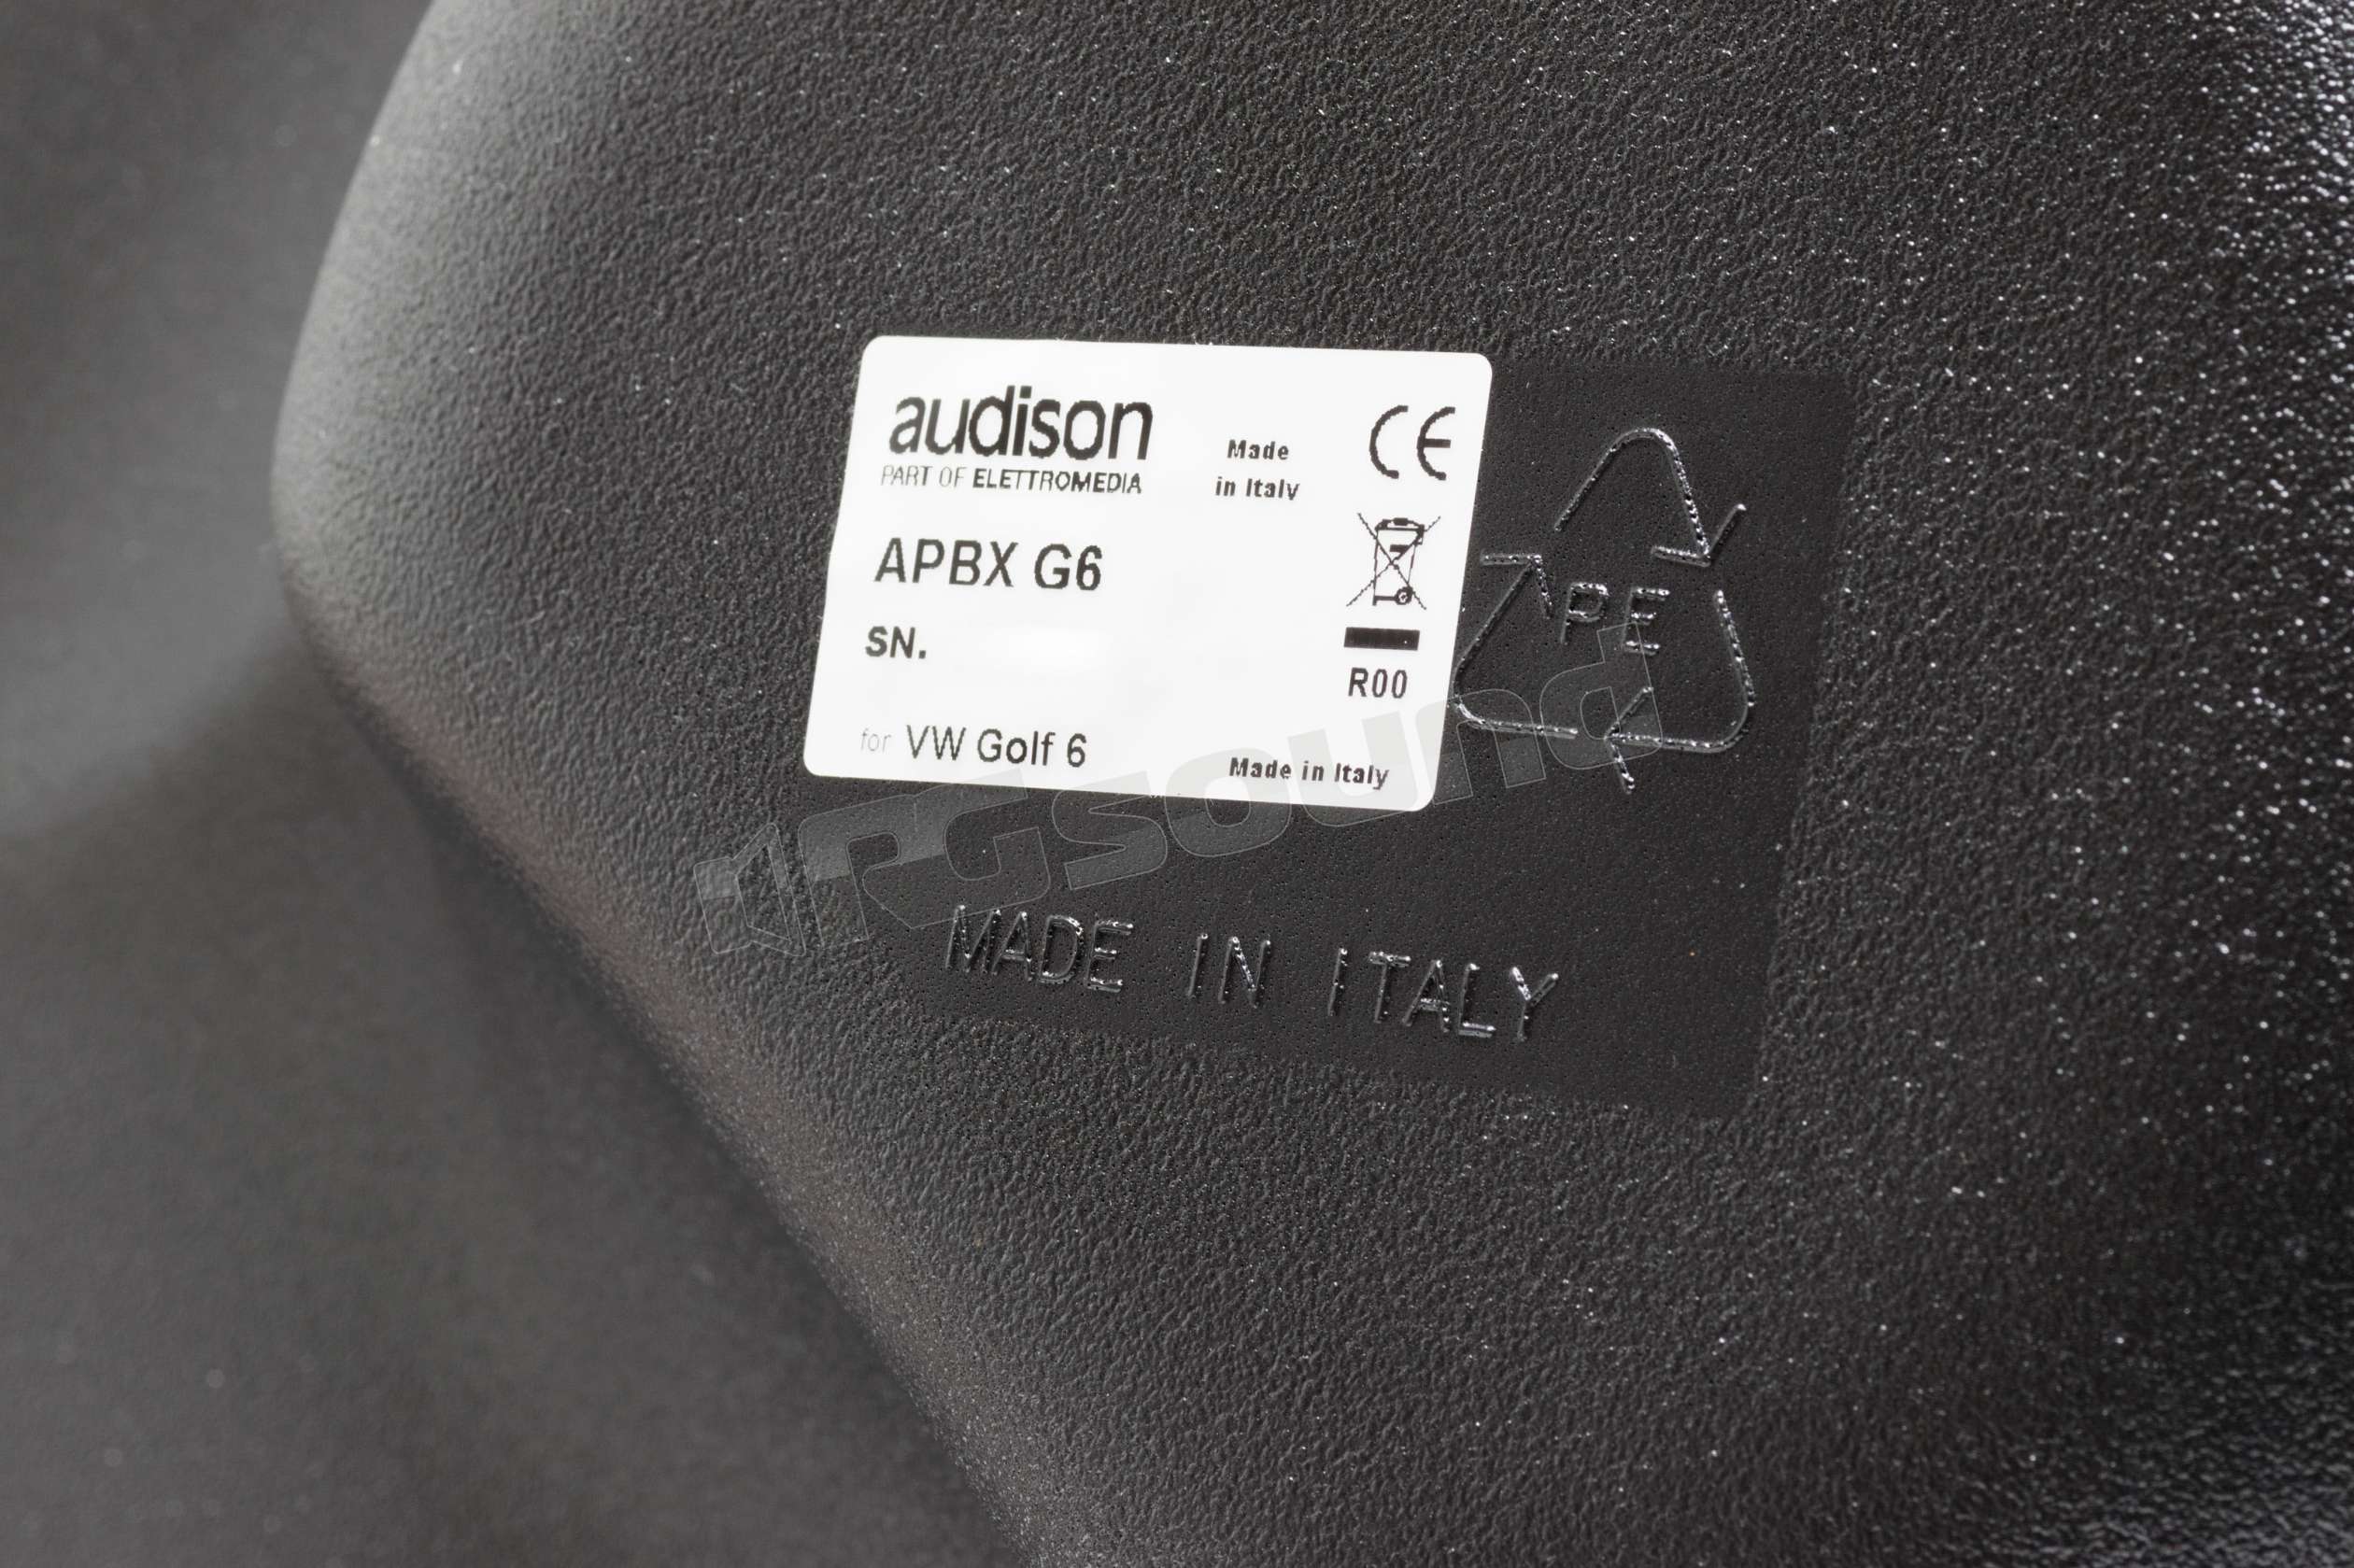 audison
PART OF ELETTROMEDIA
Made
in Italy
CE
APBX G6
SN.
R00
for VW Golf 6
Made in Italy
PE
RGsound
MADE IN ITALY